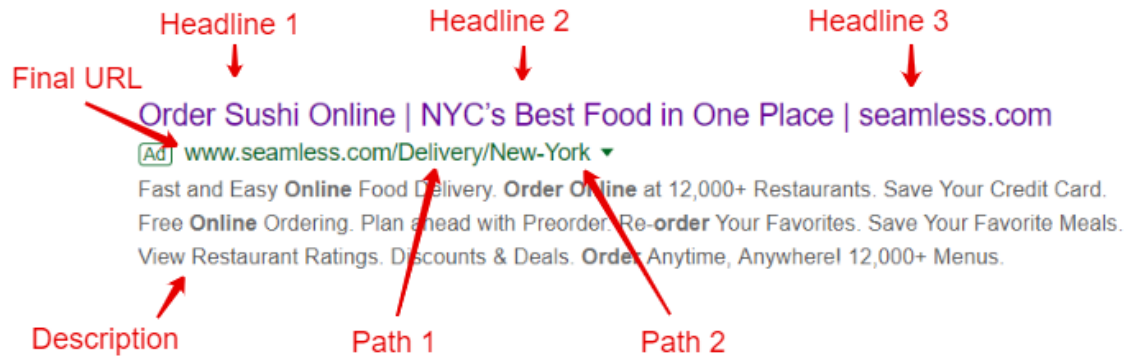 Headline 1 Headline 2 Headline 3
Final URL
Order Sushi Online | NYC's Best Food in One Place | seamless.com
Ad www.seamless.com/Delivery/New-York
Fast and Easy Online Food Delivery. Order Online at 12,000+ Restaurants. Save Your Credit Card.
Free Online Ordering. Plan ahead with Preorder. Re-order Your Favorites. Save Your Favorite Meals.
View Restaurant Ratings. Discounts & Deals. Order Anytime, Anywhere! 12,000+ Menus.
Description Path 1 Path 2